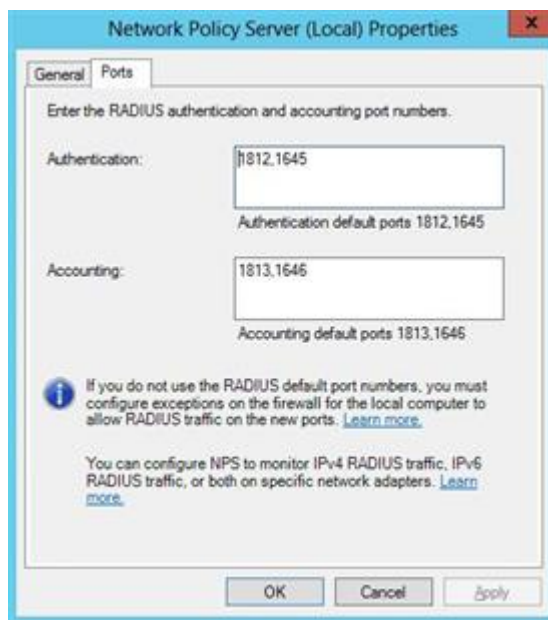 Network Policy Server (Local) Properties
x
General Ports
Enter the RADIUS authentication and accounting port numbers.
Authentication: 1812,1645
Authentication default ports 1812,1645
Accounting: 1813,1646
Accounting default ports 1813,1646
If you do not use the RADIUS default port numbers, you must
configure exceptions on the firewall for the local computer to
allow RADIUS traffic on the new ports. Learn more.
You can configure NPS to monitor IPv4 RADIUS traffic, IPv6
RADIUS traffic, or both on specific network adapters. Learn
more.
OK Cancel Apply